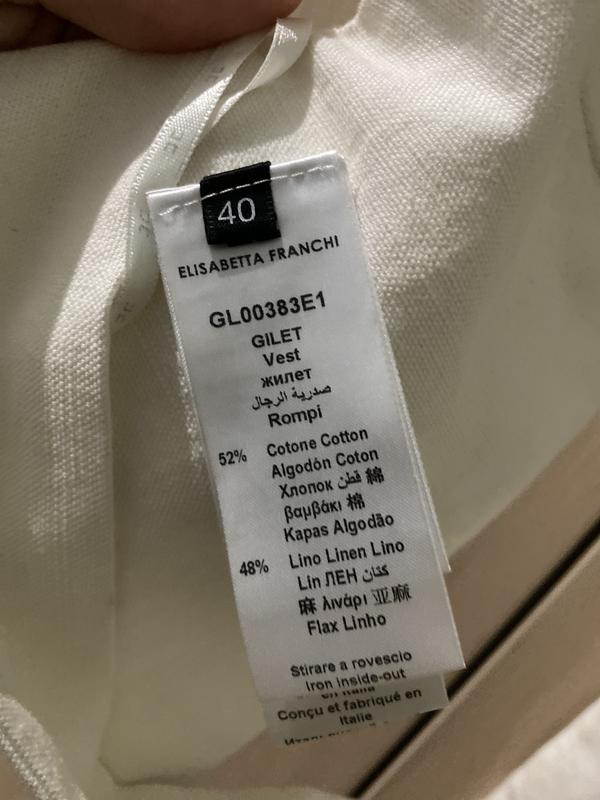 40
ELISABETTA FRANCHI
GL00383E1
GILET
Vest
жилет
صدرية الرجال
Rompi
52% Cotone Cotton
Algodón Coton
Хлопок قطن 綿
βαμβάκι 棉
Kapas Algodão
48% Lino Linen Lino
Lin ЛЕН كتان
麻 λινάρι 亚麻
Flax Linho
Stirare a rovescio
Iron inside-out
en Italia
Conçu et fabriqué en
Italie